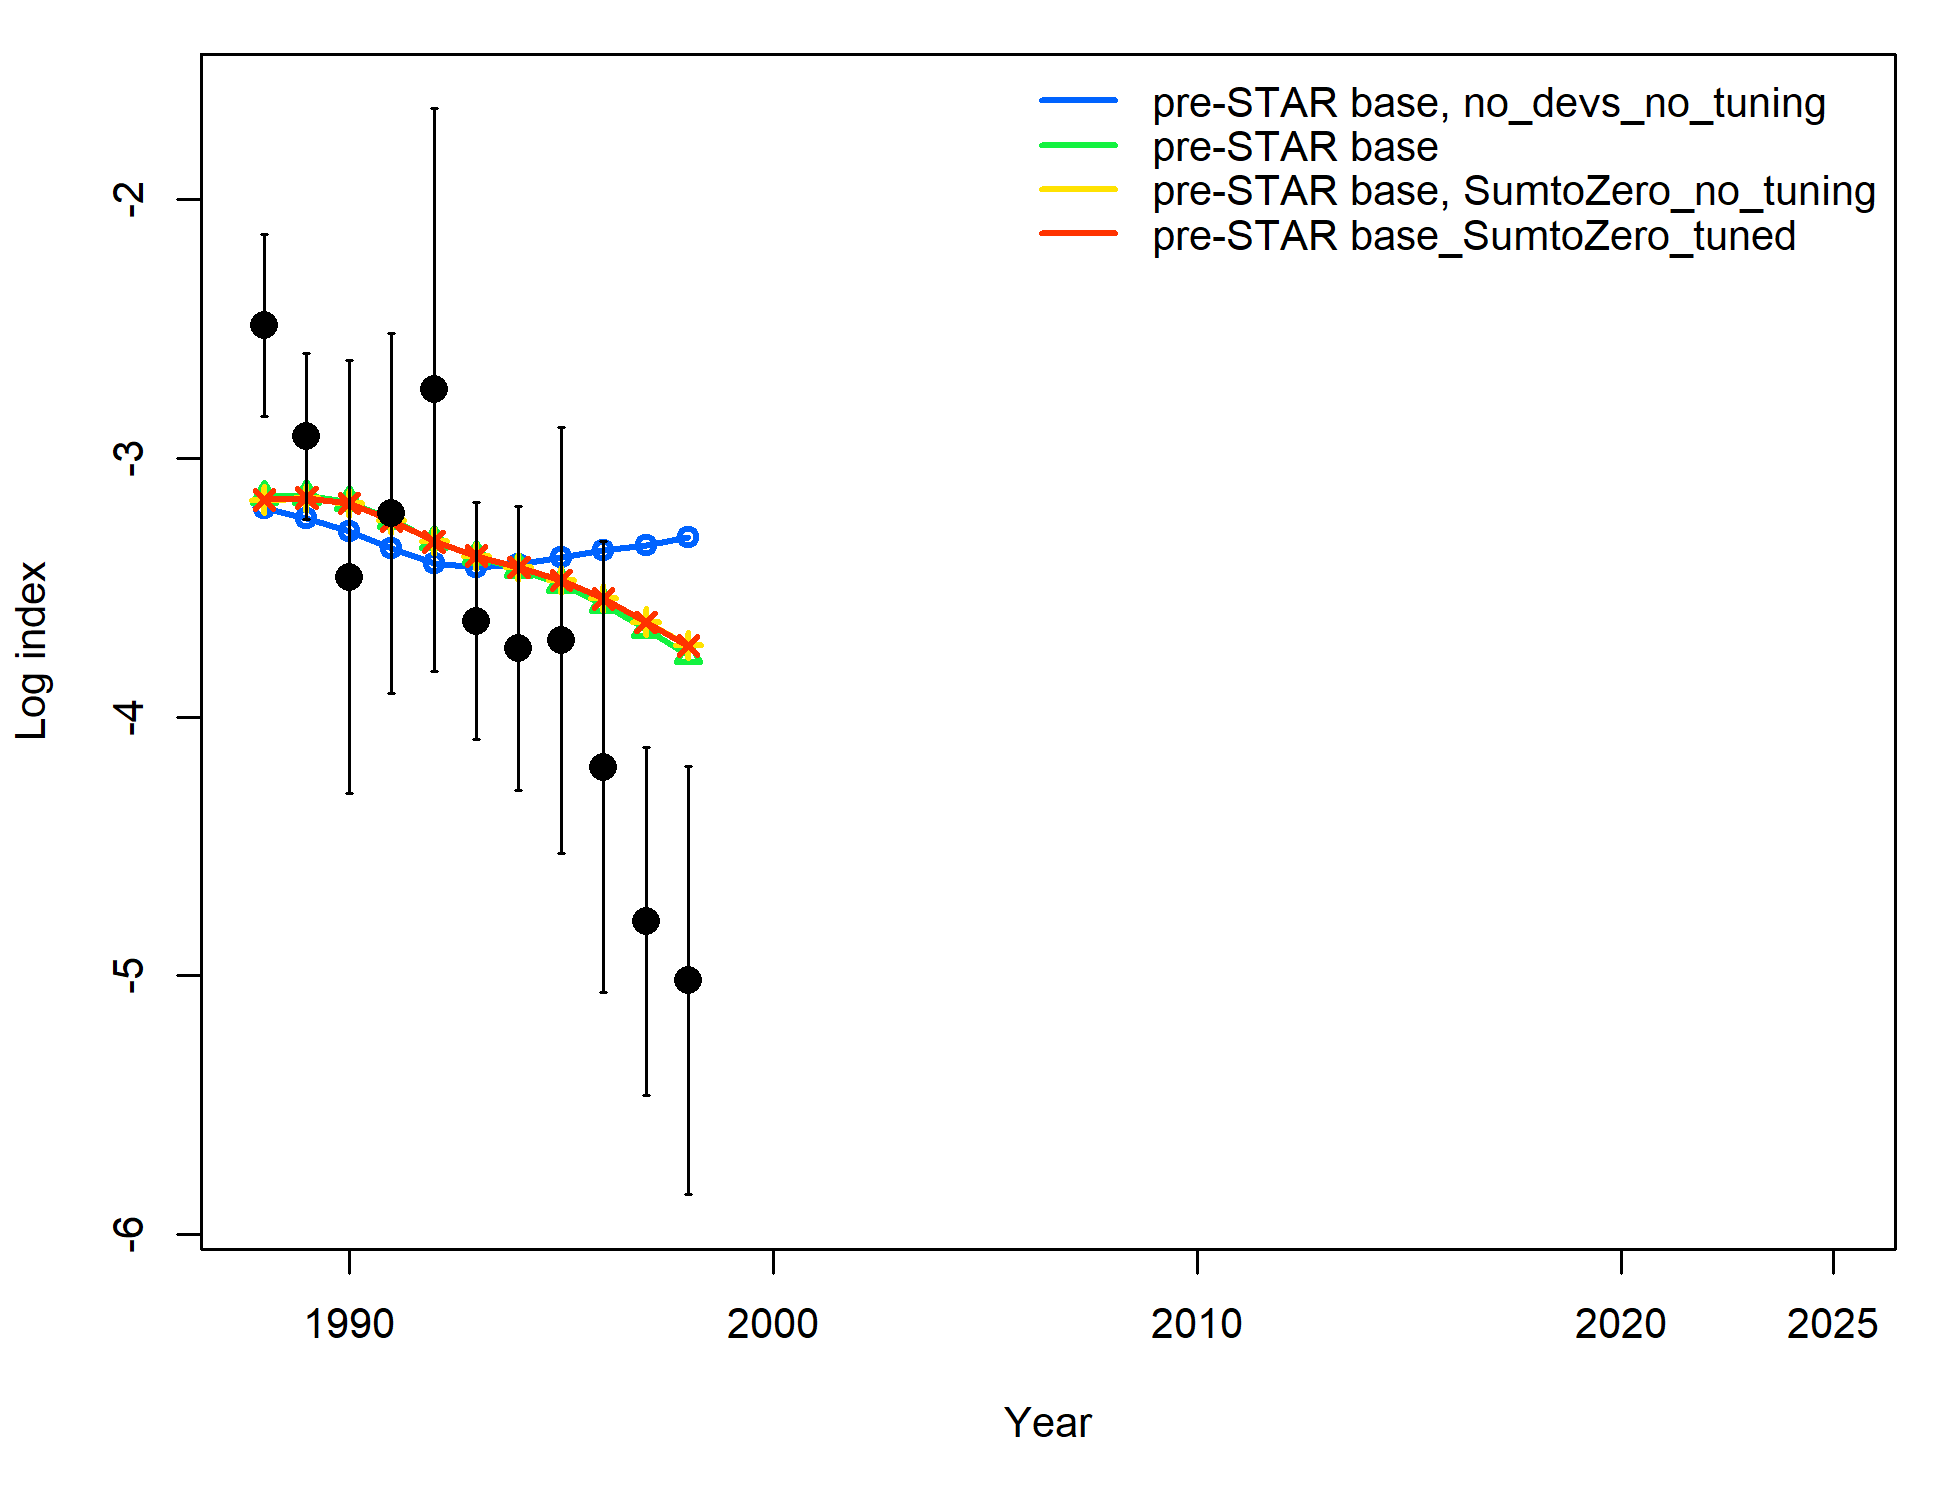 pre-STAR base, no_devs_no_tuning
pre-STAR base
pre-STAR base, SumtoZero_no_tuning
pre-STAR base_SumtoZero_tuned
-2
-3
-4
-5
-6
Log index
1990 2000 2010 2020 2025
Year